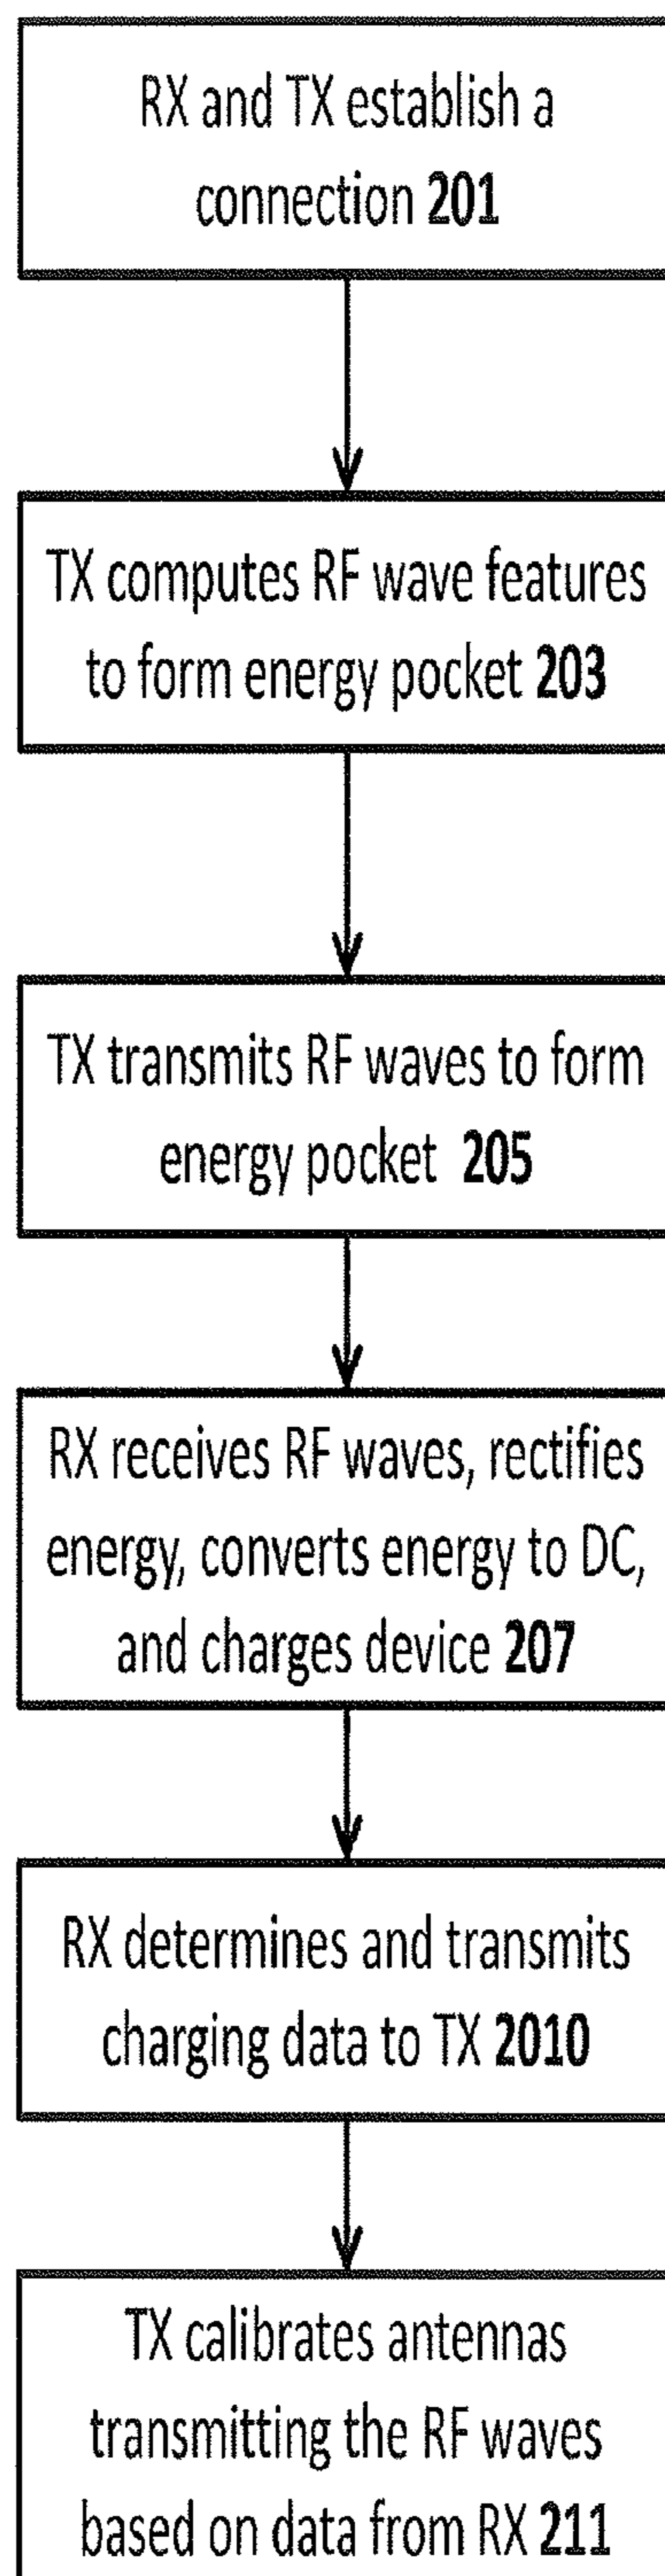 RX and TX establish a
connection 201
TX computes RF wave features
to form energy pocket 203
TX transmits RF waves to form
energy pocket 205
RX receives RF waves, rectifies
energy, converts energy to DC,
and charges device 207
RX determines and transmits
charging data to TX 2010
TX calibrates antennas
transmitting the RF waves
based on data from RX 211